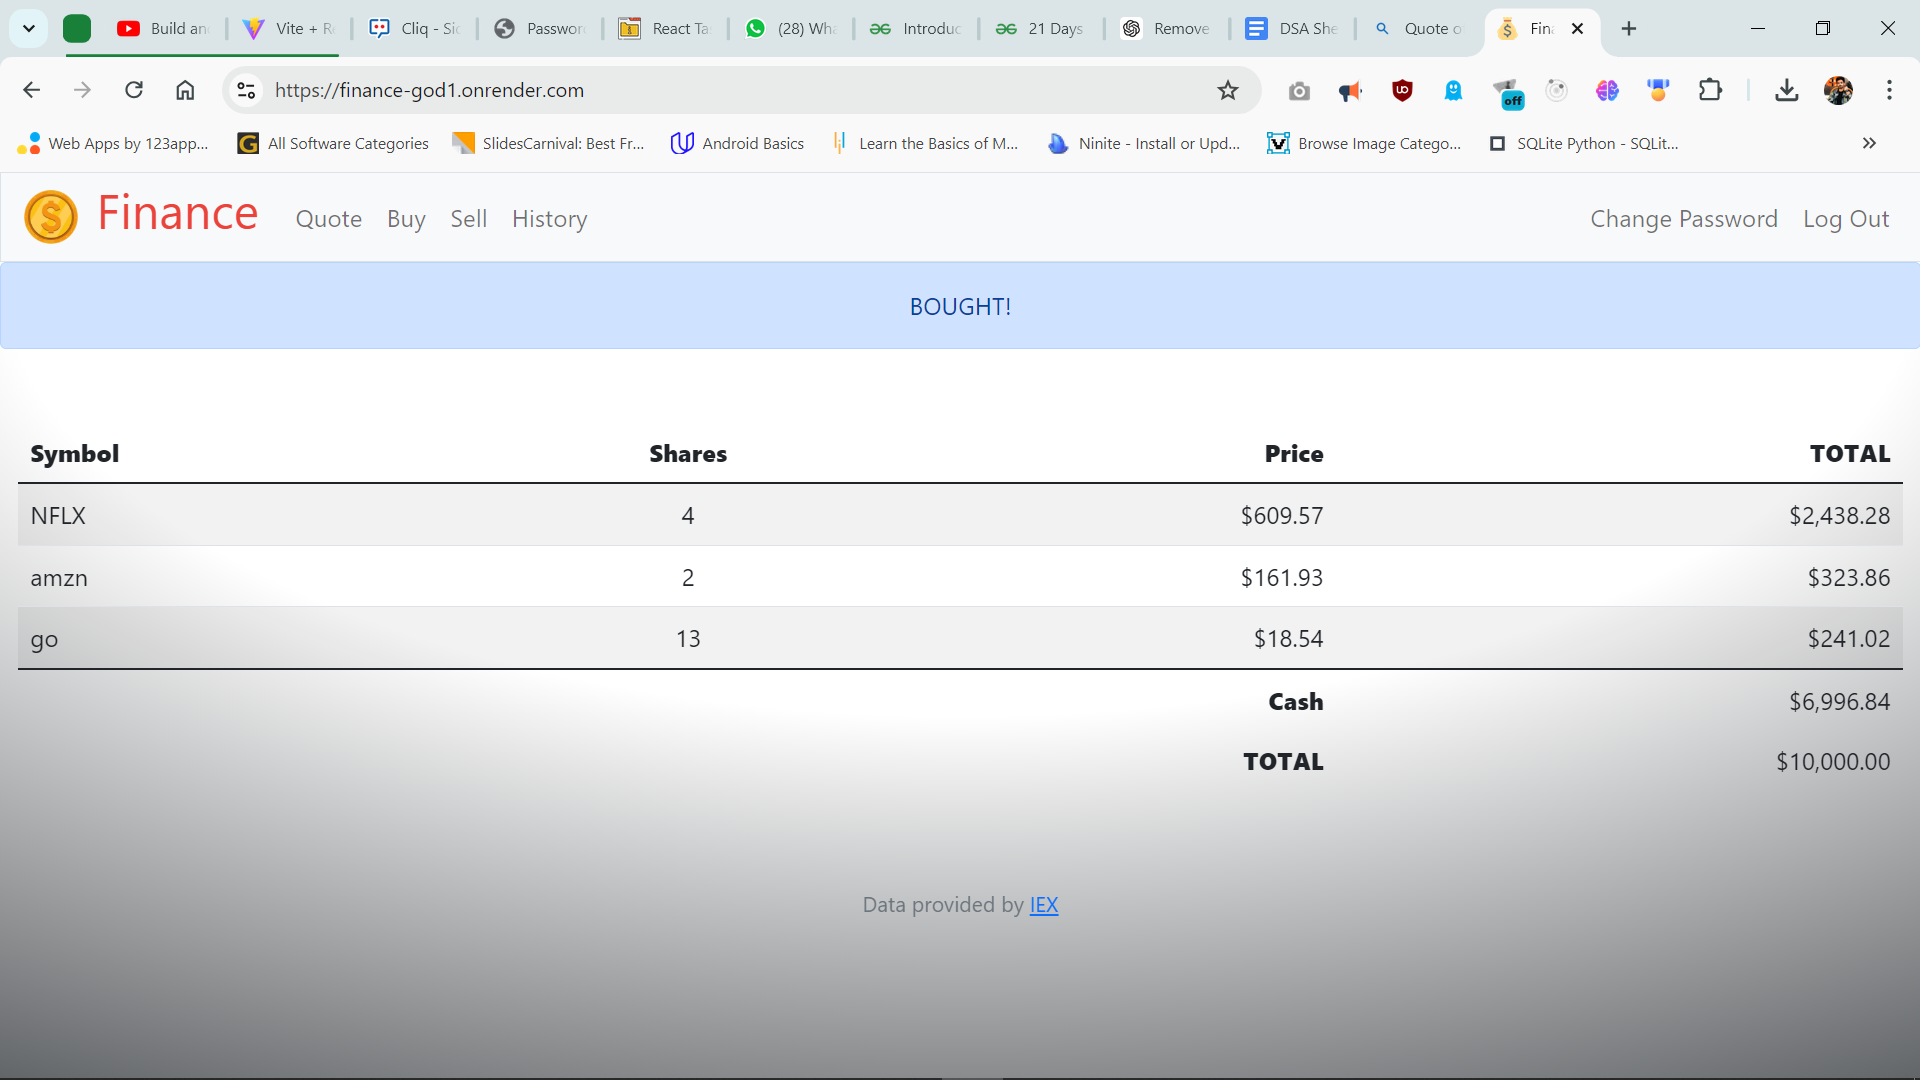 Build an
Vite + R
Cliq - Si
Passwor
React Ta
(28) Wha
Introduc
21 Days
Remove
DSA She
Quote o
Fin
https://finance-god1.onrender.com
off
Web Apps by 123app...
All Software Categories
SlidesCarnival: Best Fr...
Android Basics
Learn the Basics of M...
Ninite - Install or Upd...
Browse Image Catego...
SQLite Python - SQLit...
Finance Quote Buy Sell History Change Password Log Out
BOUGHT!
Symbol Shares Price TOTAL
NFLX 4 $609.57 $2,438.28
amzn 2 $161.93 $323.86
go 13 $18.54 $241.02
Cash $6,996.84
TOTAL $10,000.00
Data provided by IEX